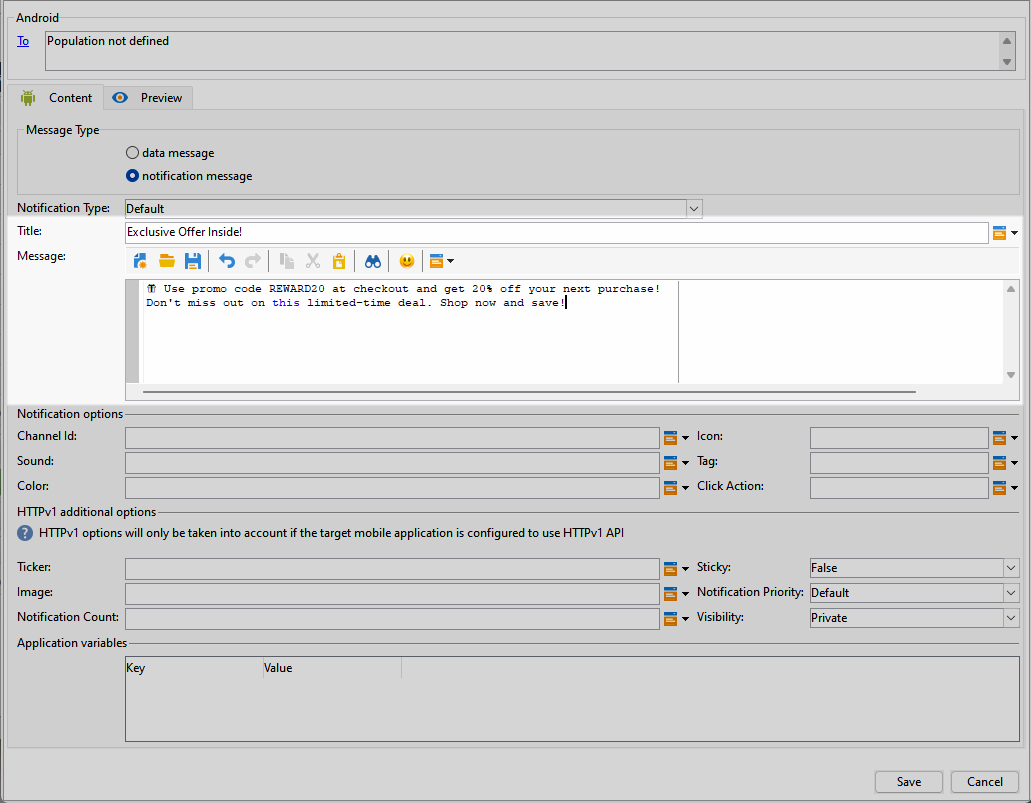 Android
To
Population not defined
Content
Preview
Message Type
data message
notification message
Notification Type:
Default
Title:
Exclusive Offer Inside!
Message:
🎁 Use promo code REWARD20 at checkout and get 20% off your next purchase!
Don't miss out on this limited-time deal. Shop now and save!
Notification options
Channel Id:
Icon:
Sound:
Tag:
Color:
Click Action:
HTTPv1 additional options
? HTTPv1 options will only be taken into account if the target mobile application is configured to use HTTPv1 API
Ticker:
Sticky: False
Image:
Notification Priority: Default
Notification Count:
Visibility: Private
Application variables
Key Value
Save Cancel